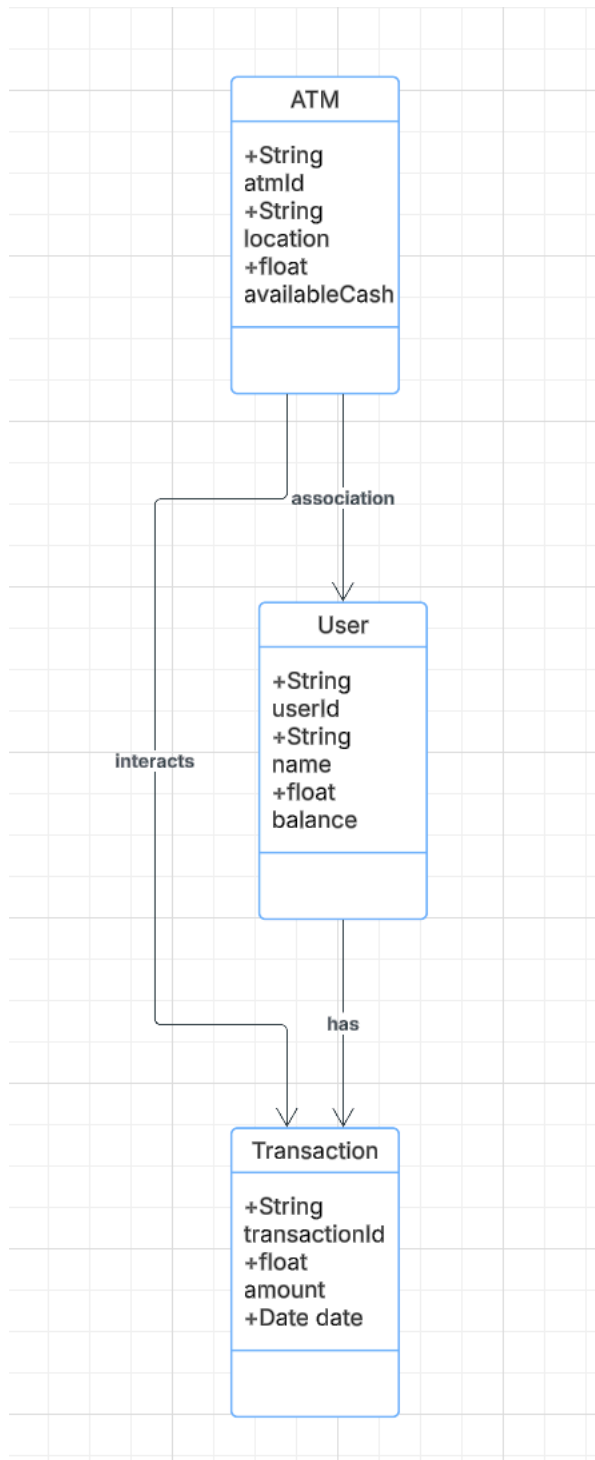 ATM
+String
atmId
+String
location
+float
availableCash
association
User
+String
userId
+String
name
+float
balance
interacts
has
Transaction
+String
transactionId
+float
amount
+Date date